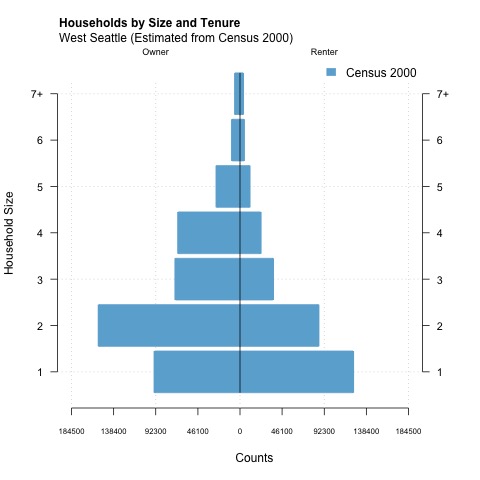 Households by Size and Tenure
West Seattle (Estimated from Census 2000)
Owner Renter
Census 2000
7+ 7+
6 6
5 5
4 4
3 3
2 2
1 1
Household Size
184500 138400 92300 46100 0 46100 92300 138400 184500
Counts